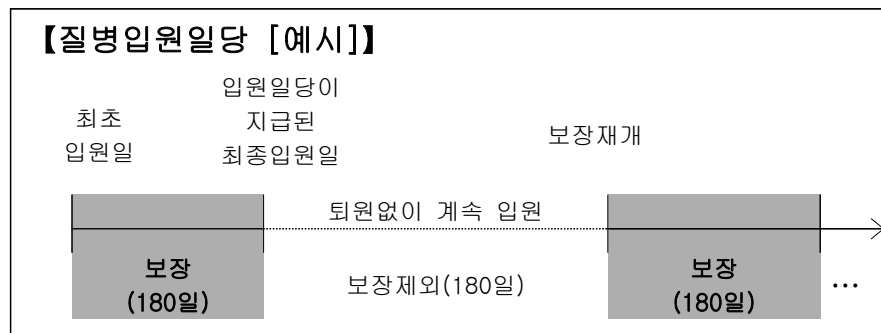 【질병입원일당 [예시]】
최초
입원일
입원일당이
지급된
최종입원일
보장재개
퇴원없이 계속 입원
보장
(180일)
보장제외(180일)
보장
(180일)
…